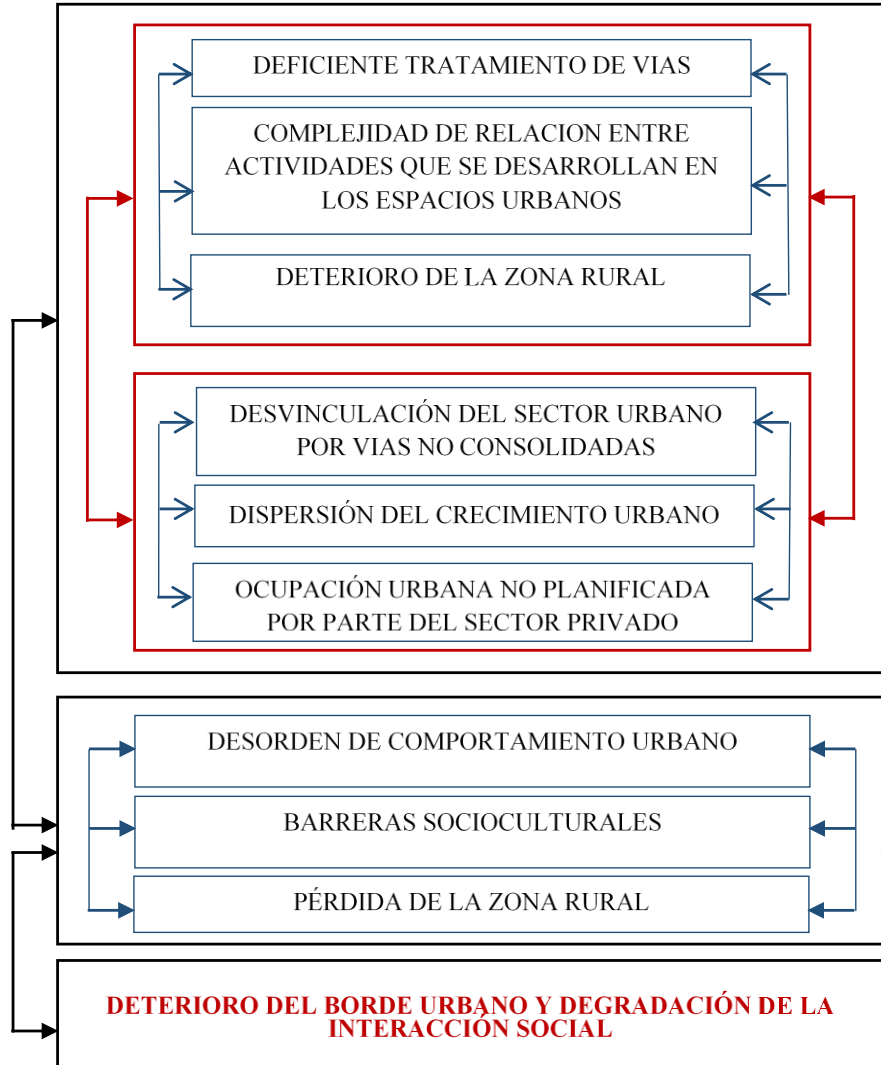 DEFICIENTE TRATAMIENTO DE VIAS
COMPLEJIDAD DE RELACION ENTRE
ACTIVIDADES QUE SE DESARROLLAN EN
LOS ESPACIOS URBANOS
DETERIORO DE LA ZONA RURAL
DESVINCULACIÓN DEL SECTOR URBANO
POR VIAS NO CONSOLIDADAS
DISPERSIÓN DEL CRECIMIENTO URBANO
OCUPACIÓN URBANA NO PLANIFICADA
POR PARTE DEL SECTOR PRIVADO
DESORDEN DE COMPORTAMIENTO URBANO
BARRERAS SOCIOCULTURALES
PÉRDIDA DE LA ZONA RURAL
DETERIORO DEL BORDE URBANO Y DEGRADACIÓN DE LA
INTERACCIÓN SOCIAL